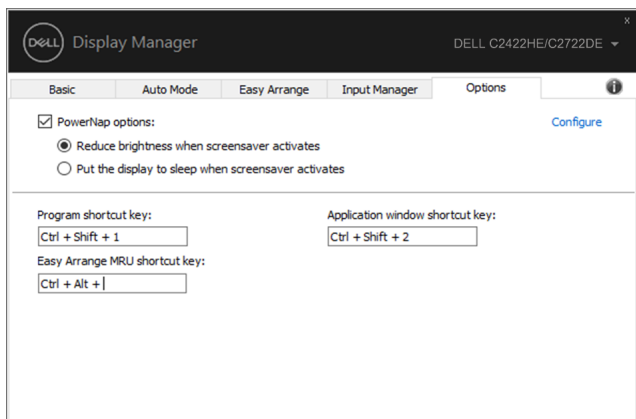 x
DELL Display Manager
DELL C2422HE/C2722DE
Basic Auto Mode Easy Arrange Input Manager Options i
PowerNap options: Configure
Reduce brightness when screensaver activates
Put the display to sleep when screensaver activates
Program shortcut key: Application window shortcut key:
Ctrl + Shift + 1 Ctrl + Shift + 2
Easy Arrange MRU shortcut key:
Ctrl + Alt +